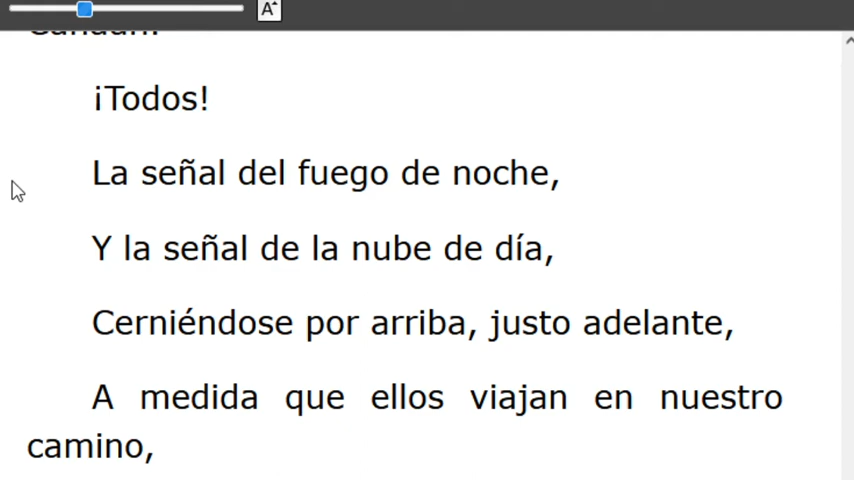 A
¡Todos!
La señal del fuego de noche,
Y la señal de la nube de día,
Cerniéndose por arriba, justo adelante,
A medida que ellos viajan en nuestro
camino,